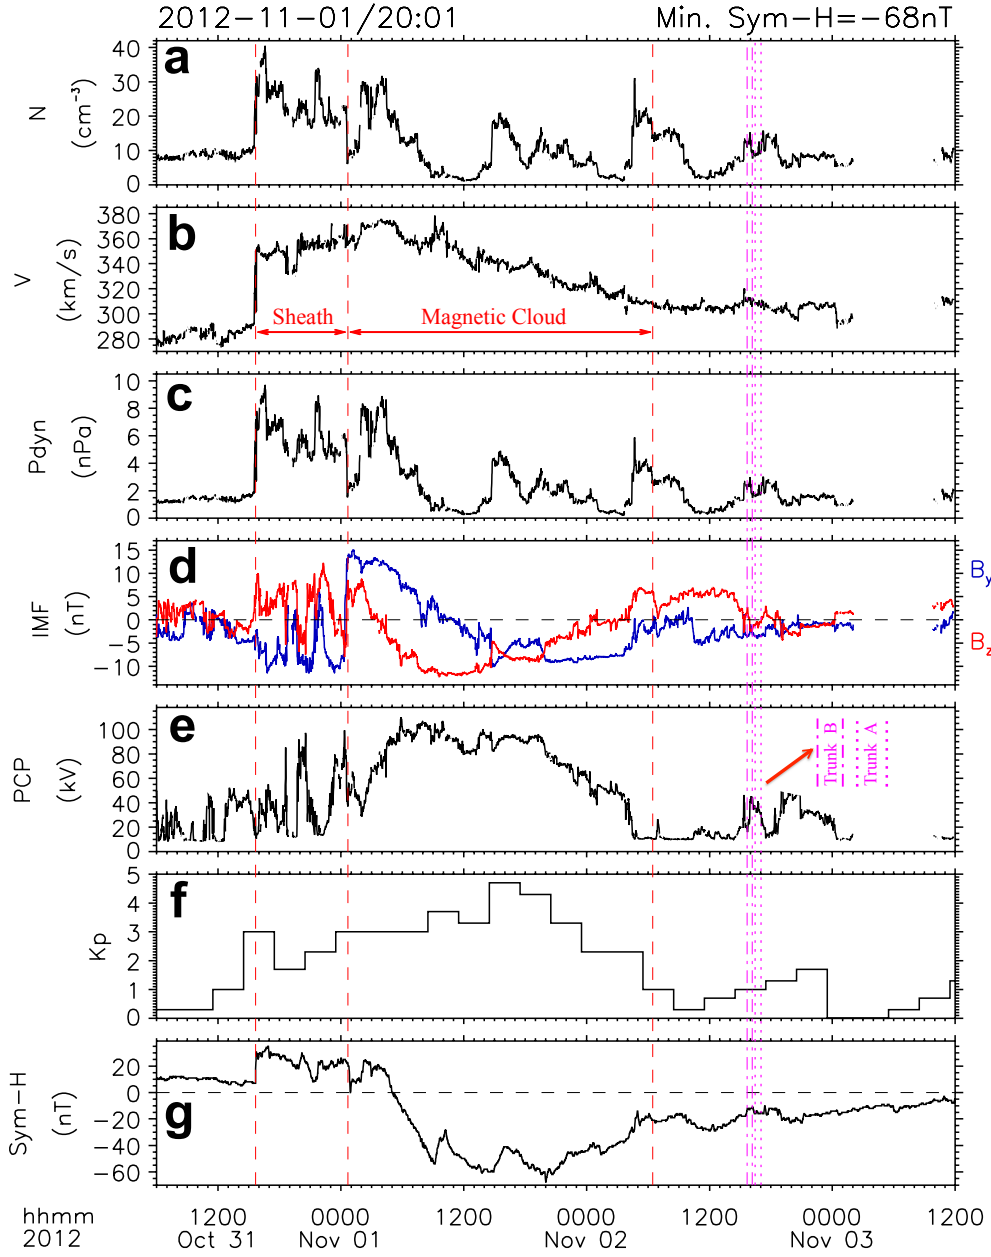 2012-11-01/20:01 Min. Sym-H=-68nT
a
N
(cm⁻³)
40
30
20
10
0
b
V
(km/s)
380
360
340
320
300
280
Sheath
Magnetic Cloud
c
Pdyn
(nPa)
10
8
6
4
2
0
d
IMF
(nT)
15
10
5
0
-5
-10
By
Bz
e
PCP
(kV)
100
80
60
40
20
0
Trunk B
Trunk A
f
Kp
5
4
3
2
1
0
g
Sym-H
(nT)
20
0
-20
-40
-60
hhmm 1200 0000 1200 0000 1200 0000 1200
2012 Oct 31 Nov 01 Nov 02 Nov 03